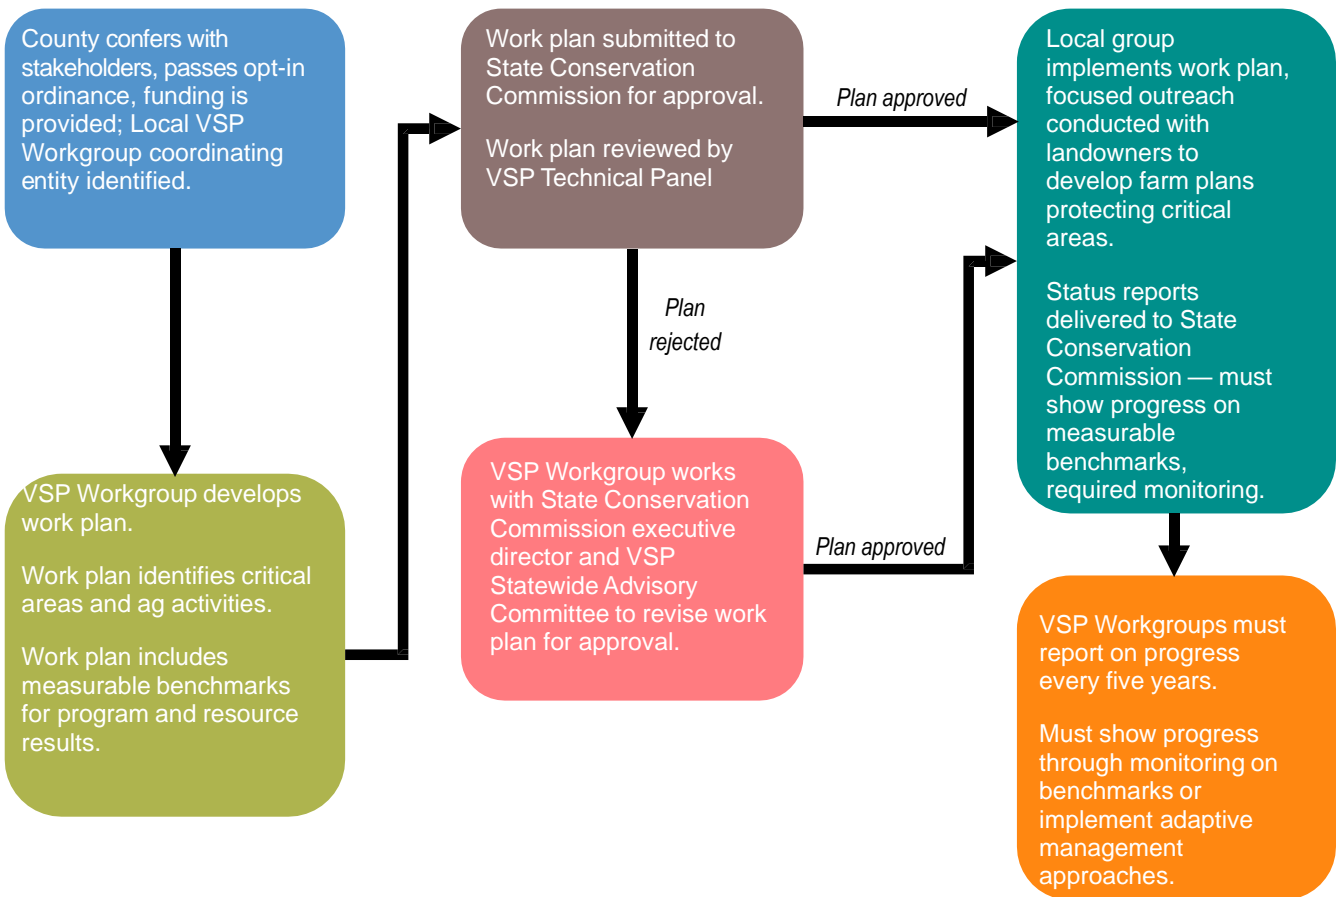 County confers with
stakeholders, passes opt-in
ordinance, funding is
provided; Local VSP
Workgroup coordinating
entity identified.
VSP Workgroup develops
work plan.
Work plan identifies critical
areas and ag activities.
Work plan includes
measurable benchmarks
for program and resource
results.
Work plan submitted to
State Conservation
Commission for approval.
Work plan reviewed by
VSP Technical Panel
Plan approved
Plan
rejected
VSP Workgroup works
with State Conservation
Commission executive
director and VSP
Statewide Advisory
Committee to revise work
plan for approval.
Plan approved
Local group
implements work plan,
focused outreach
conducted with
landowners to
develop farm plans
protecting critical
areas.
Status reports
delivered to State
Conservation
Commission — must
show progress on
measurable
benchmarks,
required monitoring.
VSP Workgroups must
report on progress
every five years.
Must show progress
through monitoring on
benchmarks or
implement adaptive
management
approaches.